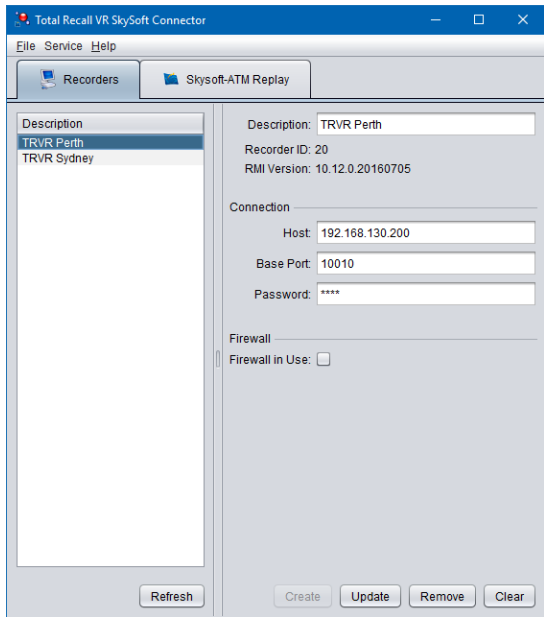 Total Recall VR SkySoft Connector
File Service Help
Recorders
Skysoft-ATM Replay
Description
TRVR Perth
TRVR Sydney
Description: TRVR Perth
Recorder ID: 20
RMI Version: 10.12.0.20160705
Connection
Host: 192.168.130.200
Base Port: 10010
Password: ****
Firewall
Firewall in Use:
Refresh
Create
Update
Remove
Clear